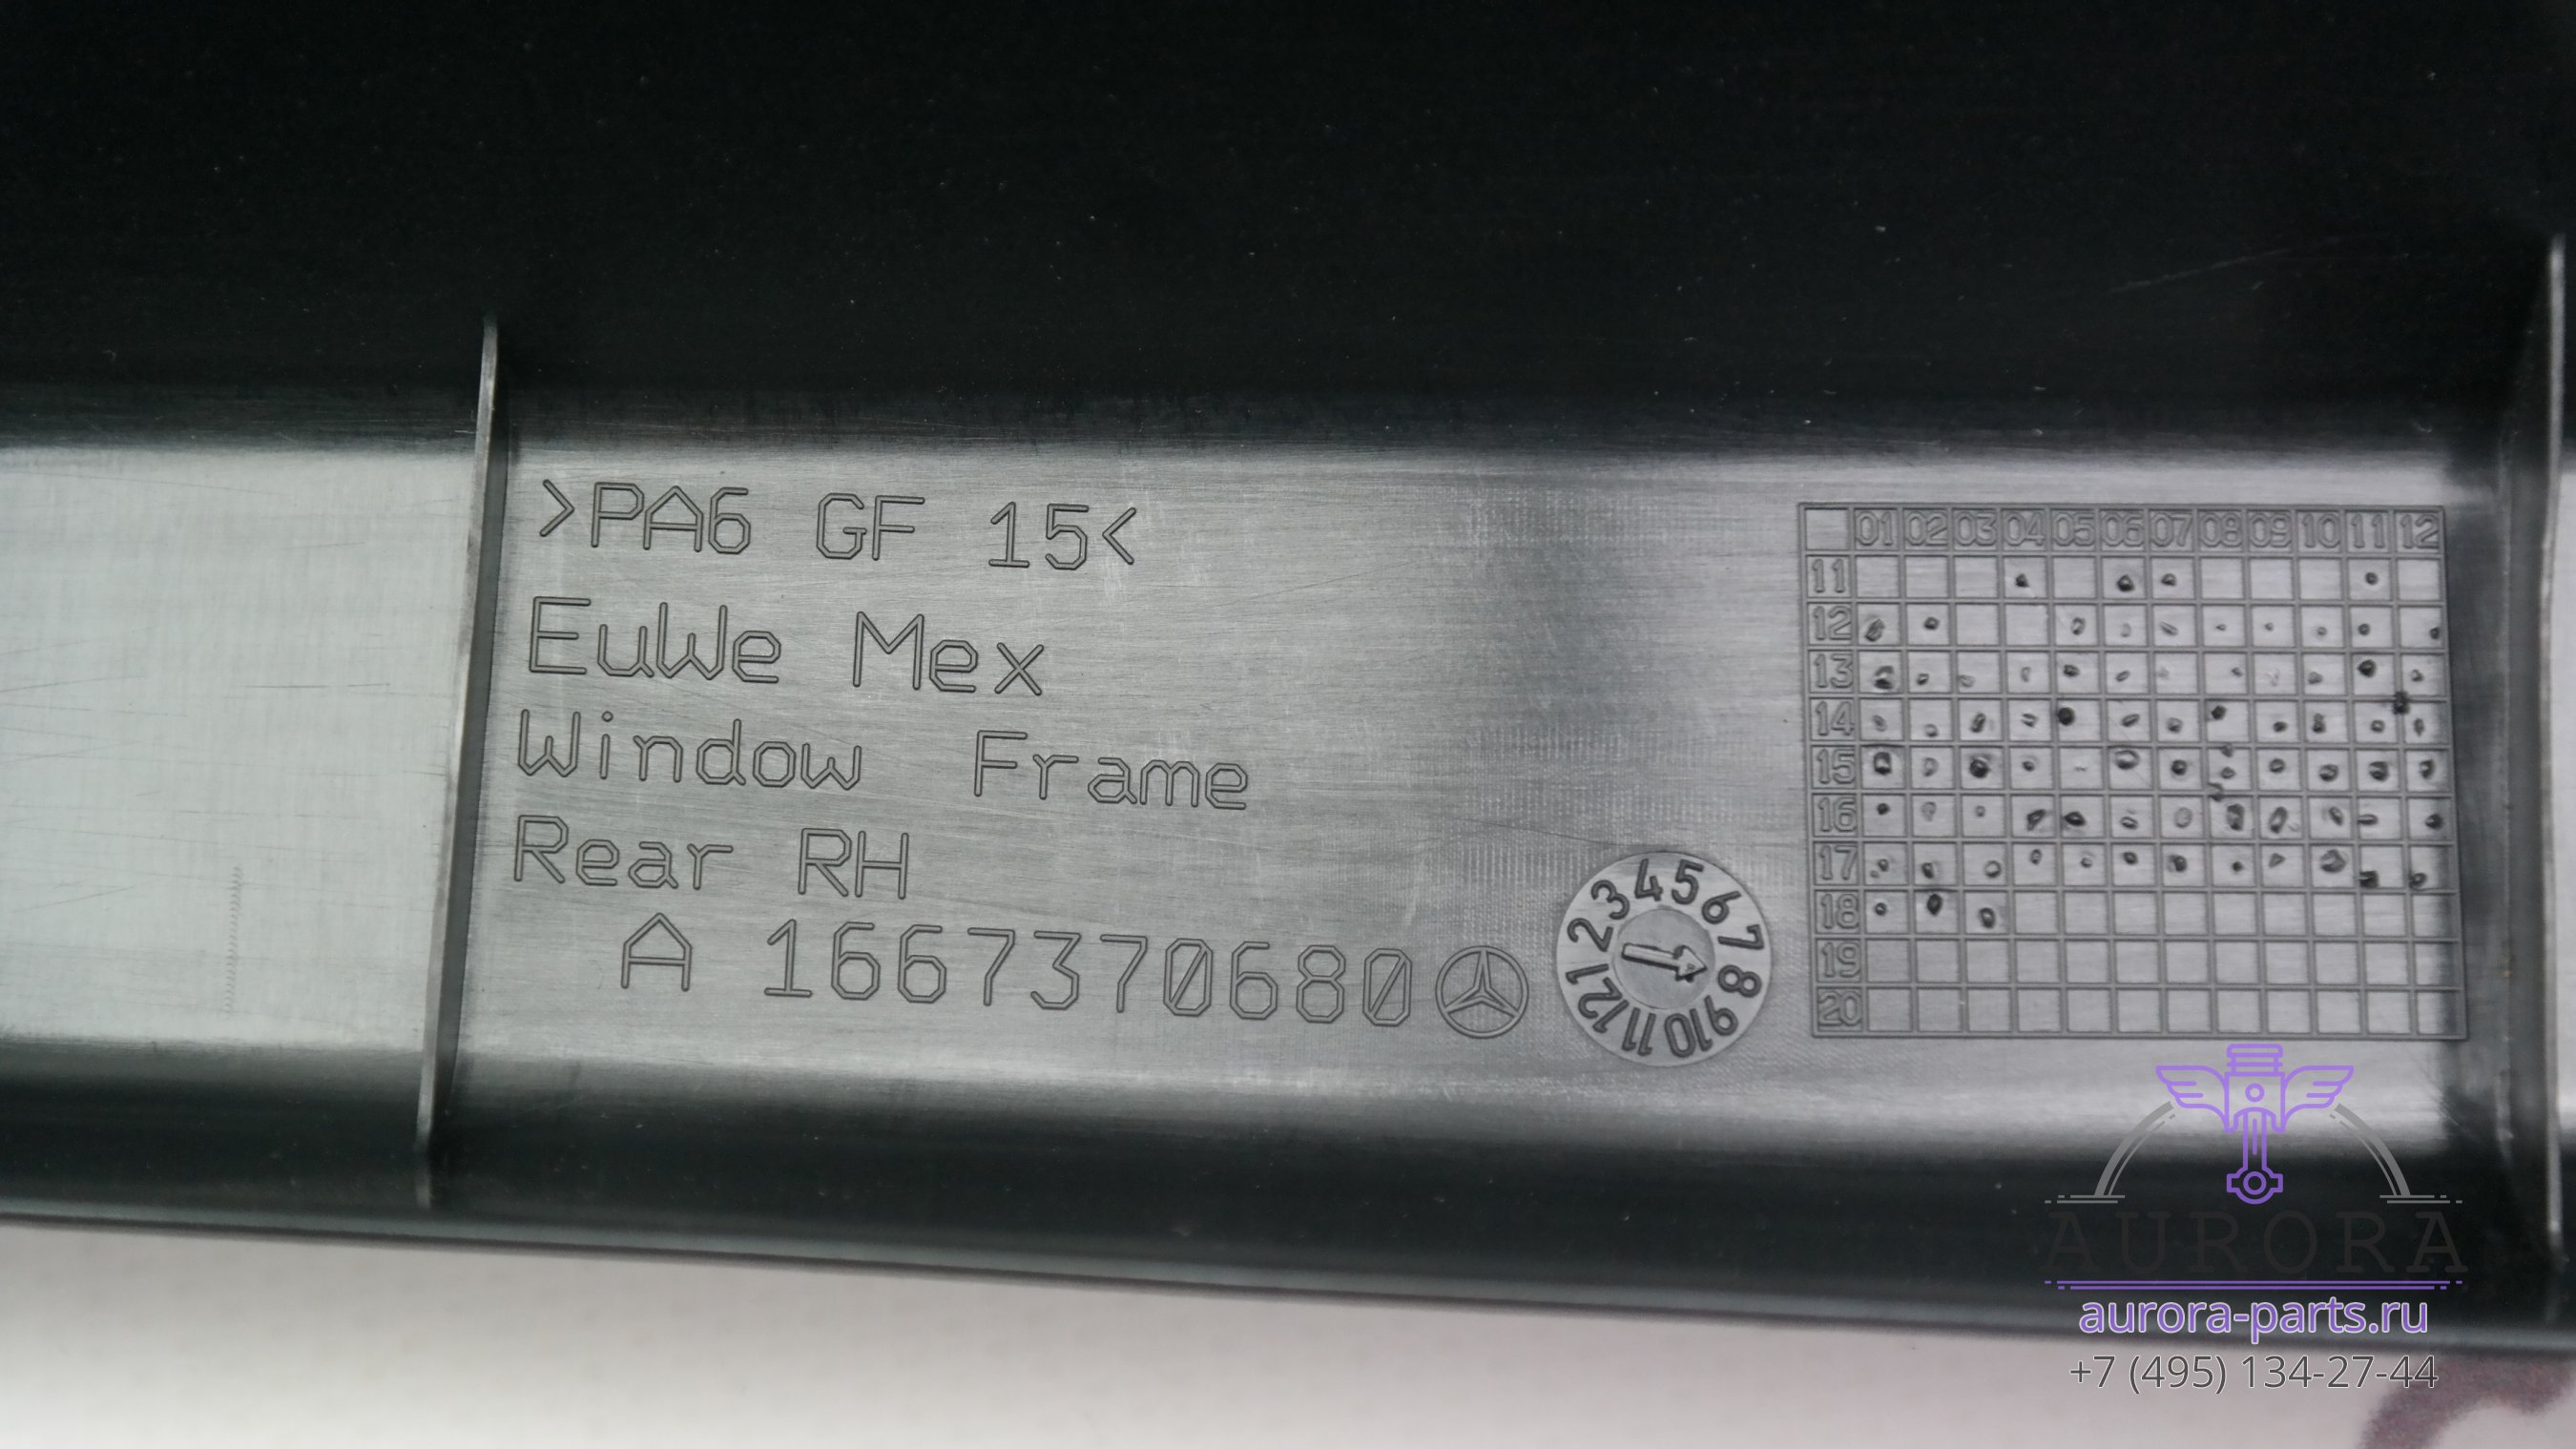 >PA6 GF 15<
EuWe Mex
Window Frame
Rear RH
A 1667370680
1 2 3 4 5 6 7 8 9 10 11 12
01 02 03 04 05 06 07 08 09 10 11 12
11
12
13
14
15
16
17
18
19
20
AURORA
aurora-parts.ru
+7 (495) 134-27-44